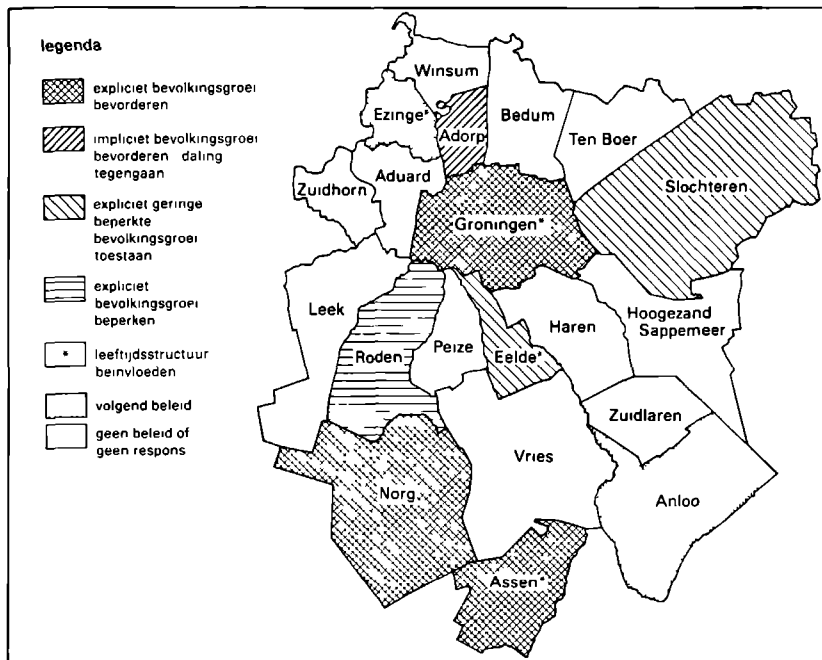 legenda
expliciet bevolkingsgroei
bevorderen
impliciet bevolkingsgroei
bevorderen daling
tegengaan
expliciet geringe
beperkte
bevolkingsgroei
toestaan
expliciet
bevolkingsgroei
beperken
* leeftijdsstructuur
beinvloeden
volgend beleid
geen beleid of
geen respons
Winsum
Ezinge*
Adorp
Bedum
Ten Boer
Zuidhorn
Aduard
Slochteren
Groningen*
Leek
Roden
Peize
Eelde*
Haren
Hoogezand
Sappemeer
Zuidlaren
Vries
Norg
Anloo
Assen*